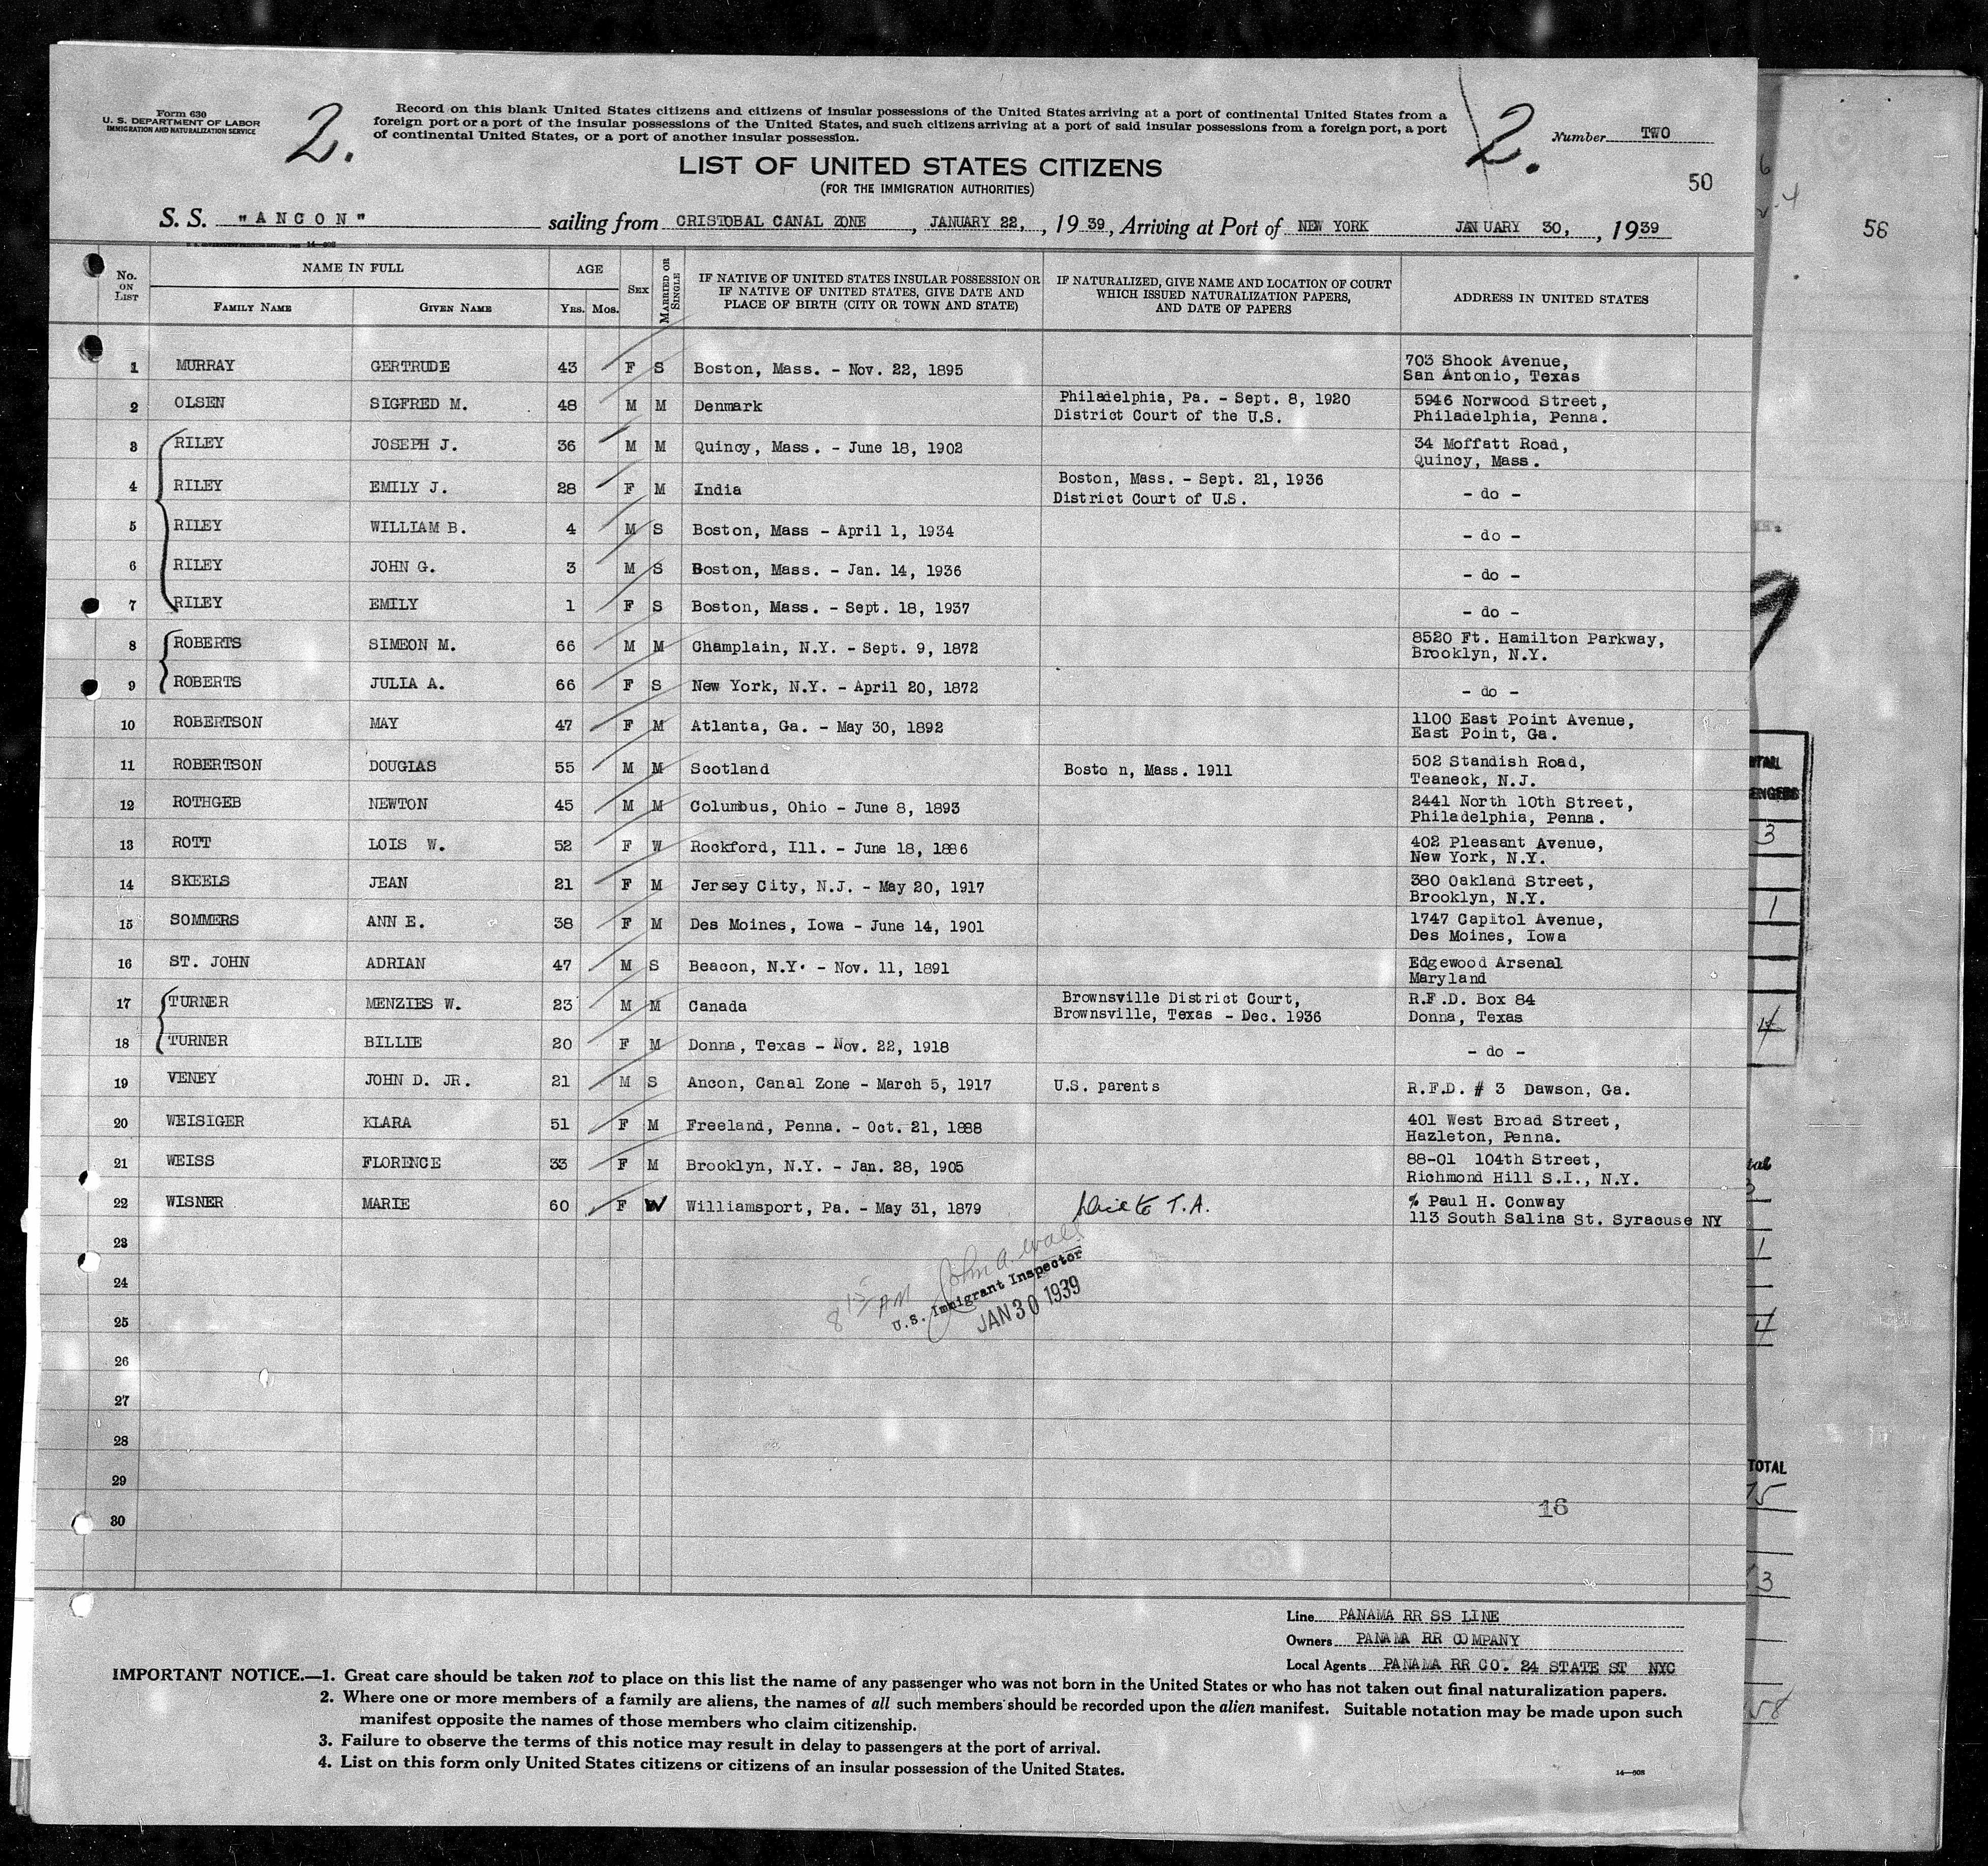 Form 630
U. S. DEPARTMENT OF LABOR
IMMIGRATION AND NATURALIZATION SERVICE
2.
Record on this blank United States citizens and citizens of insular possessions of the United States arriving at a port of continental United States from a
foreign port or a port of the insular possessions of the United States, and such citizens arriving at a port of said insular possessions from a foreign port, a port
of continental United States, or a port of another insular possession.
2.
Number TWO
LIST OF UNITED STATES CITIZENS
(FOR THE IMMIGRATION AUTHORITIES)
50
S. S. "ANCON" sailing from CRISTOBAL CANAL ZONE, JANUARY 22, , 1939, Arriving at Port of NEW YORK JANUARY 30, , 1939
No. ON LIST
NAME IN FULL
FAMILY NAME
GIVEN NAME
AGE
YRS. MOS.
SEX
MARRIED OR SINGLE
IF NATIVE OF UNITED STATES INSULAR POSSESSION OR
IF NATIVE OF UNITED STATES, GIVE DATE AND
PLACE OF BIRTH (CITY OR TOWN AND STATE)
IF NATURALIZED, GIVE NAME AND LOCATION OF COURT
WHICH ISSUED NATURALIZATION PAPERS,
AND DATE OF PAPERS
ADDRESS IN UNITED STATES
1 MURRAY GERTRUDE 43 F S Boston, Mass. - Nov. 22, 1895 703 Shook Avenue,
San Antonio, Texas
2 OLSEN SIGFRED M. 48 M M Denmark Philadelphia, Pa. - Sept. 8, 1920 5946 Norwood Street,
District Court of the U.S. Philadelphia, Penna.
3 RILEY JOSEPH J. 36 M M Quincy, Mass. - June 18, 1902 34 Moffatt Road,
Quincy, Mass.
4 RILEY EMILY J. 28 F M India Boston, Mass. - Sept. 21, 1936 - do -
District Court of U.S.
5 RILEY WILLIAM B. 4 M S Boston, Mass - April 1, 1934 - do -
6 RILEY JOHN G. 3 M S Boston, Mass. - Jan. 14, 1936 - do -
7 RILEY EMILY 1 F S Boston, Mass. - Sept. 18, 1937 - do -
8 ROBERTS SIMEON M. 66 M M Champlain, N.Y. - Sept. 9, 1872 8520 Ft. Hamilton Parkway,
Brooklyn, N.Y.
9 ROBERTS JULIA A. 66 F S New York, N.Y. - April 20, 1872 - do -
10 ROBERTSON MAY 47 F M Atlanta, Ga. - May 30, 1892 1100 East Point Avenue,
East Point, Ga.
11 ROBERTSON DOUGLAS 55 M M Scotland Bosto n, Mass. 1911 502 Standish Road,
Teaneck, N.J.
12 ROTHGEB NEWTON 45 M M Columbus, Ohio - June 8, 1893 2441 North 10th Street,
Philadelphia, Penna.
13 ROTT LOIS W. 52 F W Rockford, Ill. - June 18, 1886 402 Pleasant Avenue,
New York, N.Y.
14 SKEELS JEAN 21 F M Jersey City, N.J. - May 20, 1917 380 Oakland Street,
Brooklyn, N.Y.
15 SOMMERS ANN E. 38 F M Des Moines, Iowa - June 14, 1901 1747 Capitol Avenue,
Des Moines, Iowa
16 ST. JOHN ADRIAN 47 M S Beacon, N.Y. - Nov. 11, 1891 Edgewood Arsenal
Maryland
17 TURNER MENZIES W. 23 M M Canada Brownsville District Court, R.F.D. Box 84
Brownsville, Texas - Dec. 1936 Donna, Texas
18 TURNER BILLIE 20 F M Donna, Texas - Nov. 22, 1918 - do -
19 VENEY JOHN D. JR. 21 M S Ancon, Canal Zone - March 5, 1917 U.S. parents R.F.D. # 3 Dawson, Ga.
20 WEISIGER KLARA 51 F M Freeland, Penna. - Oct. 21, 1888 401 West Broad Street,
Hazleton, Penna.
21 WEISS FLORENCE 33 F M Brooklyn, N.Y. - Jan. 28, 1905 88-01 104th Street,
Richmond Hill S.I., N.Y.
22 WISNER MARIE 60 F W Williamsport, Pa. - May 31, 1879 T.A. % Paul H. Conway
113 South Salina St. Syracuse NY
23
24
25
26
27
28
29
30
8 15 AM John A.
U.S. Immigrant Inspector
JAN 30 1939
16
Line PANAMA RR SS LINE
Owners PANAMA RR COMPANY
Local Agents PANAMA RR CO. 24 STATE ST NYC
IMPORTANT NOTICE.—1. Great care should be taken not to place on this list the name of any passenger who was not born in the United States or who has not taken out final naturalization papers.
2. Where one or more members of a family are aliens, the names of all such members should be recorded upon the alien manifest. Suitable notation may be made upon such
manifest opposite the names of those members who claim citizenship.
3. Failure to observe the terms of this notice may result in delay to passengers at the port of arrival.
4. List on this form only United States citizens or citizens of an insular possession of the United States.
14—608
58
3
1
4
1
4
TOTAL
15
13
58